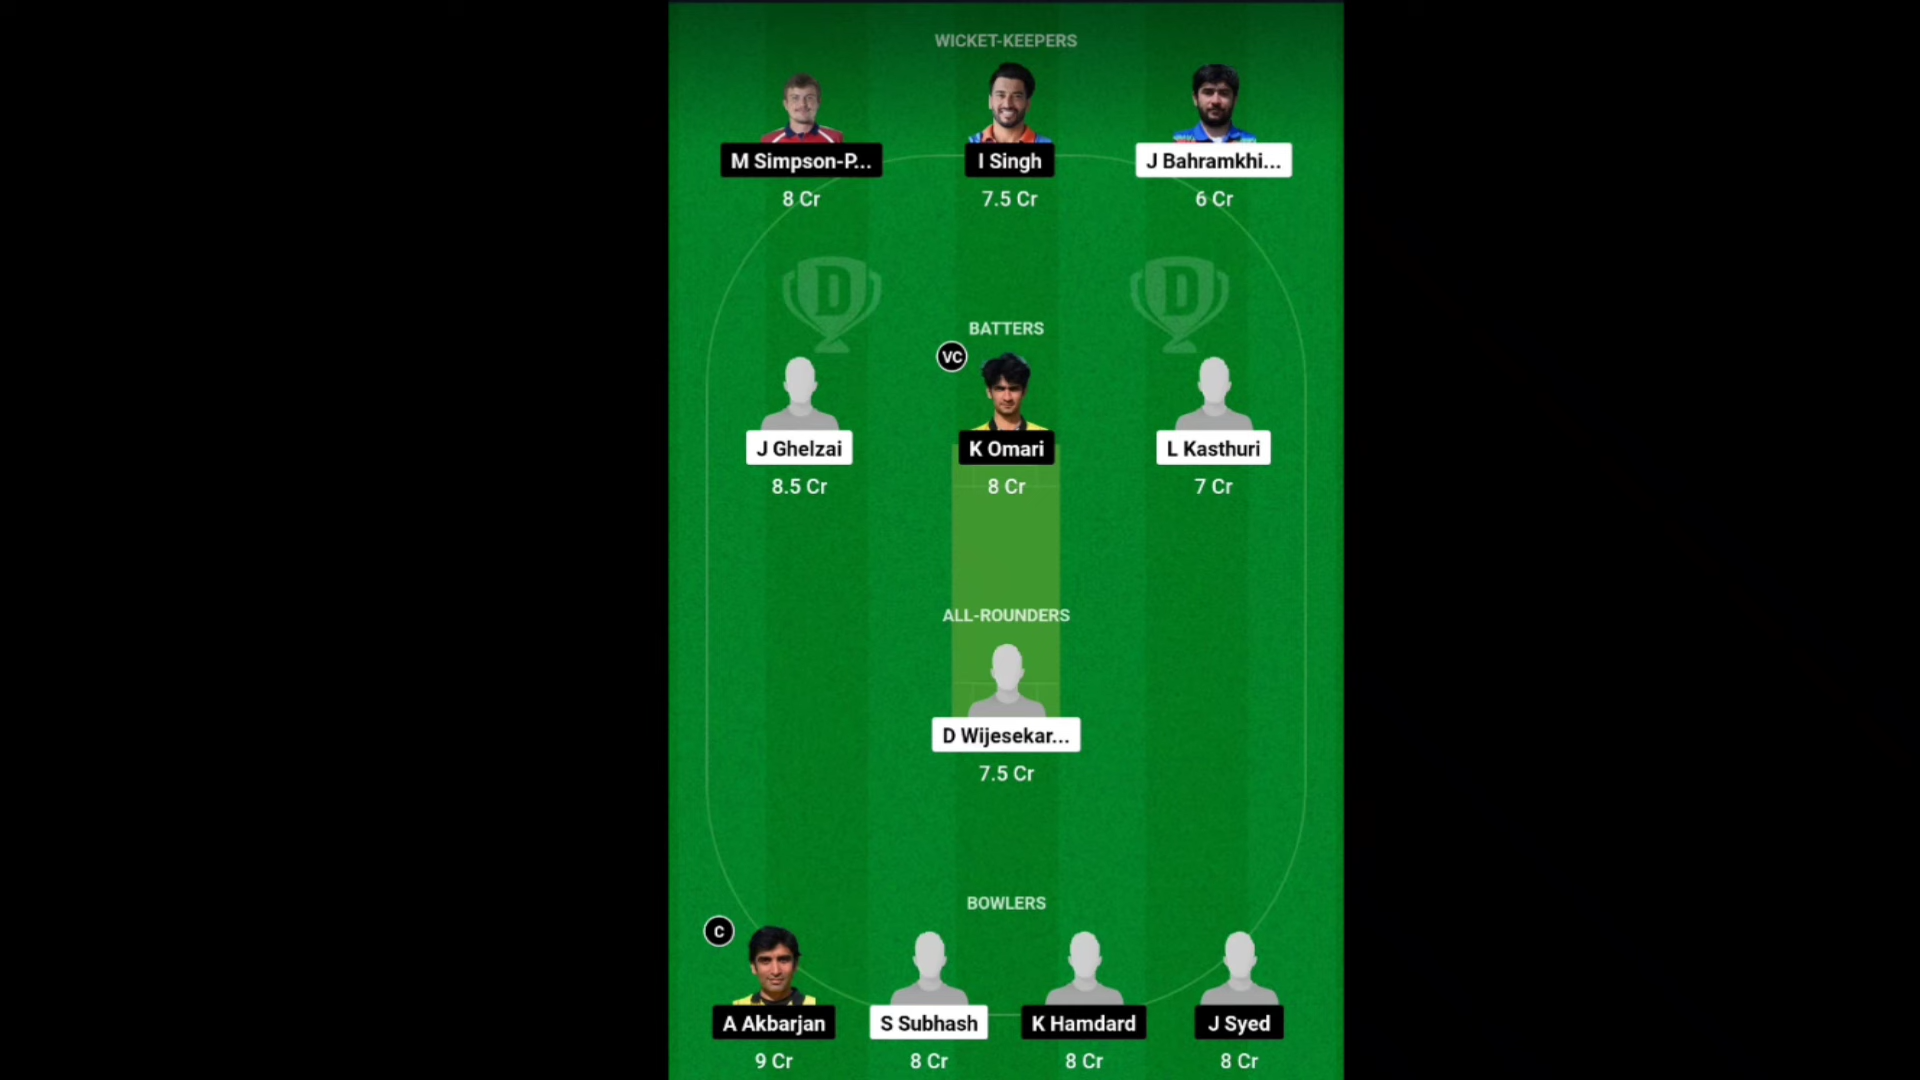 WICKET-KEEPERS
M Simpson-P... I Singh J Bahramkhi...
8 Cr 7.5 Cr 6 Cr
D D
BATTERS
VC
J Ghelzai K Omari L Kasthuri
8.5 Cr 8 Cr 7 Cr
ALL-ROUNDERS
D Wijesekar...
7.5 Cr
BOWLERS
C
A Akbarjan S Subhash K Hamdard J Syed
9 Cr 8 Cr 8 Cr 8 Cr